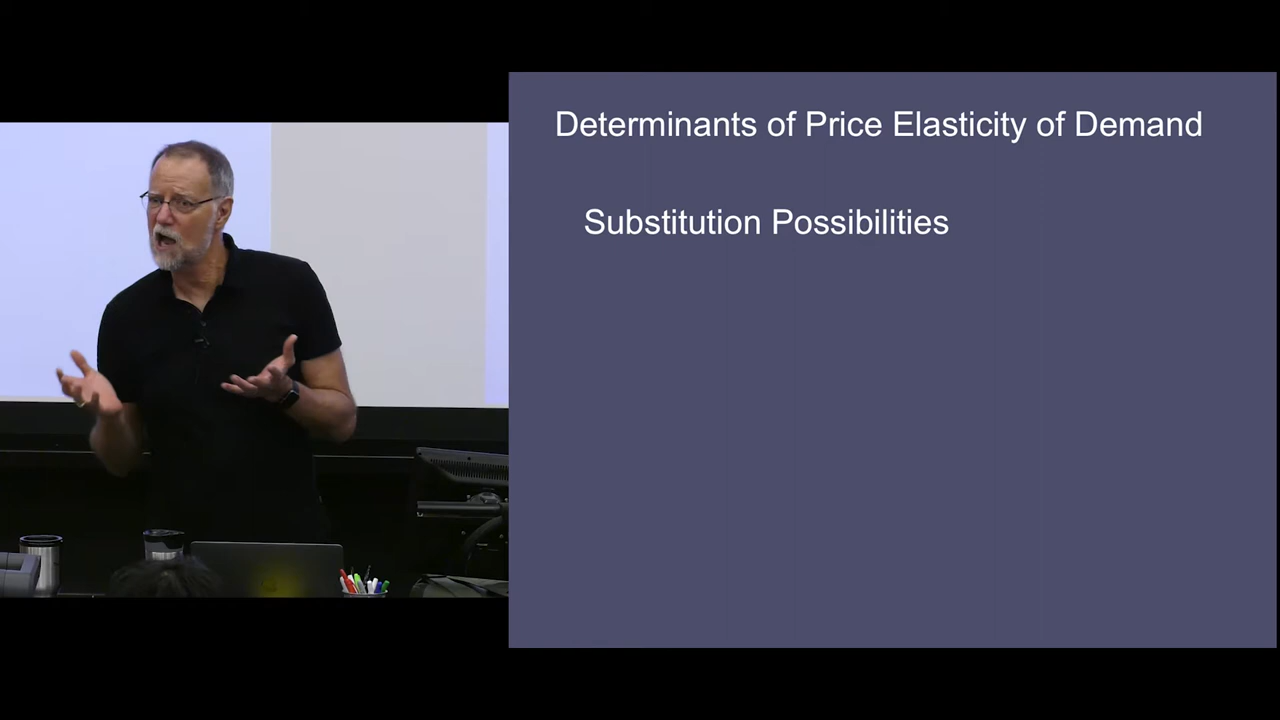 Determinants of Price Elasticity of Demand
Substitution Possibilities